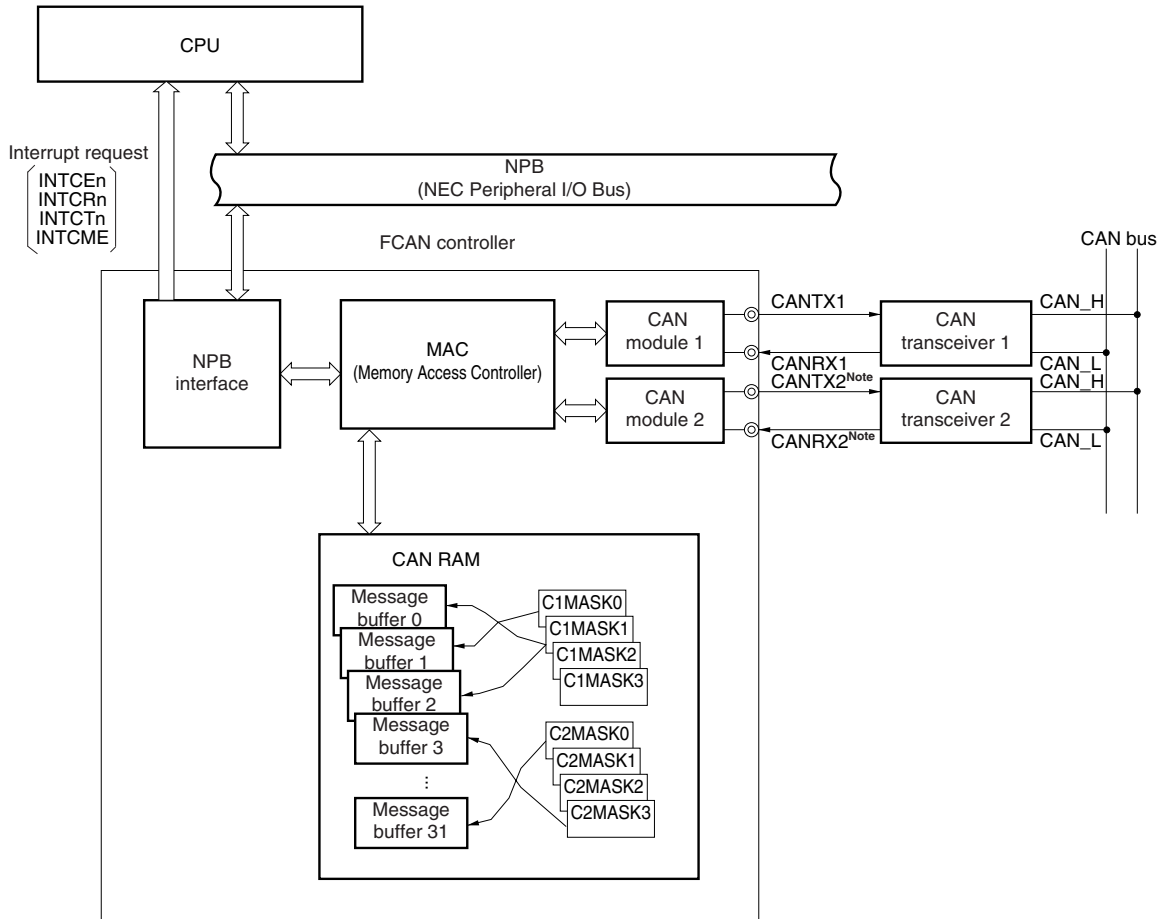 CPU
Interrupt request
INTCEn
INTCRn
INTCTn
INTCME
NPB
(NEC Peripheral I/O Bus)
FCAN controller
CAN bus
NPB
interface
MAC
(Memory Access Controller)
CAN
module 1
CANTX1
CANRX1
CAN
transceiver 1
CAN_H
CAN_L
CAN
module 2
CANTX2Note
CANRX2Note
CAN
transceiver 2
CAN_H
CAN_L
CAN RAM
Message
buffer 0
Message
buffer 1
Message
buffer 2
Message
buffer 3
...
Message
buffer 31
C1MASK0
C1MASK1
C1MASK2
C1MASK3
C2MASK0
C2MASK1
C2MASK2
C2MASK3